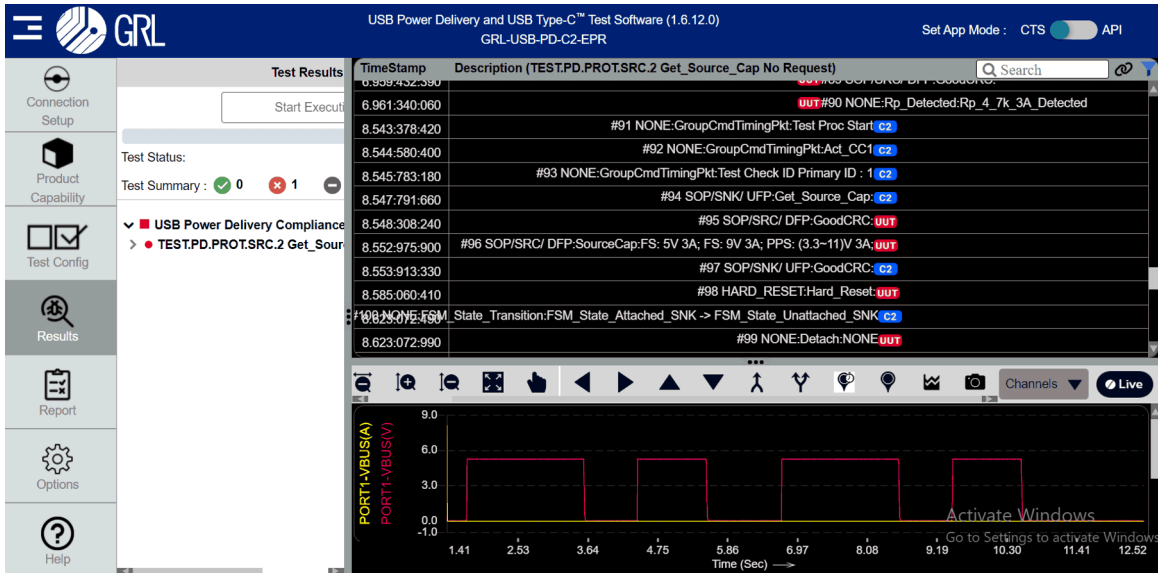 GRL
USB Power Delivery and USB Type-C™ Test Software (1.6.12.0)
GRL-USB-PD-C2-EPR
Set App Mode : CTS API
Connection Setup
Product Capability
Test Config
Results
Report
Options
Help
Test Results
Start Executi
Test Status:
Test Summary : 0 1
USB Power Delivery Compliance
TEST.PD.PROT.SRC.2 Get_Sour
TimeStamp Description (TEST.PD.PROT.SRC.2 Get_Source_Cap No Request) Search
6.961:340:060 UUT #90 NONE:Rp_Detected:Rp_4_7k_3A_Detected
8.543:378:420 #91 NONE:GroupCmdTimingPkt:Test Proc Start C2
8.544:580:400 #92 NONE:GroupCmdTimingPkt:Act_CC1 C2
8.545:783:180 #93 NONE:GroupCmdTimingPkt:Test Check ID Primary ID : 1 C2
8.547:791:660 #94 SOP/SNK/ UFP:Get_Source_Cap: C2
8.548:308:240 #95 SOP/SRC/ DFP:GoodCRC: UUT
8.552:975:900 #96 SOP/SRC/ DFP:SourceCap:FS: 5V 3A; FS: 9V 3A; PPS: (3.3~11)V 3A; UUT
8.553:913:330 #97 SOP/SNK/ UFP:GoodCRC: C2
8.585:060:410 #98 HARD_RESET:Hard_Reset: UUT
8.623:072:490 #100 NONE:FSM_State_Transition:FSM_State_Attached_SNK -> FSM_State_Unattached_SNK C2
8.623:072:990 #99 NONE:Detach:NONE UUT
Channels Live
PORT1-VBUS(A)
PORT1-VBUS(V)
9.0
6.0
3.0
0.0
-1.0
1.41 2.53 3.64 4.75 5.86 6.97 8.08 9.19 10.30 11.41 12.52
Time (Sec)
Activate Windows
Go to Settings to activate Windows